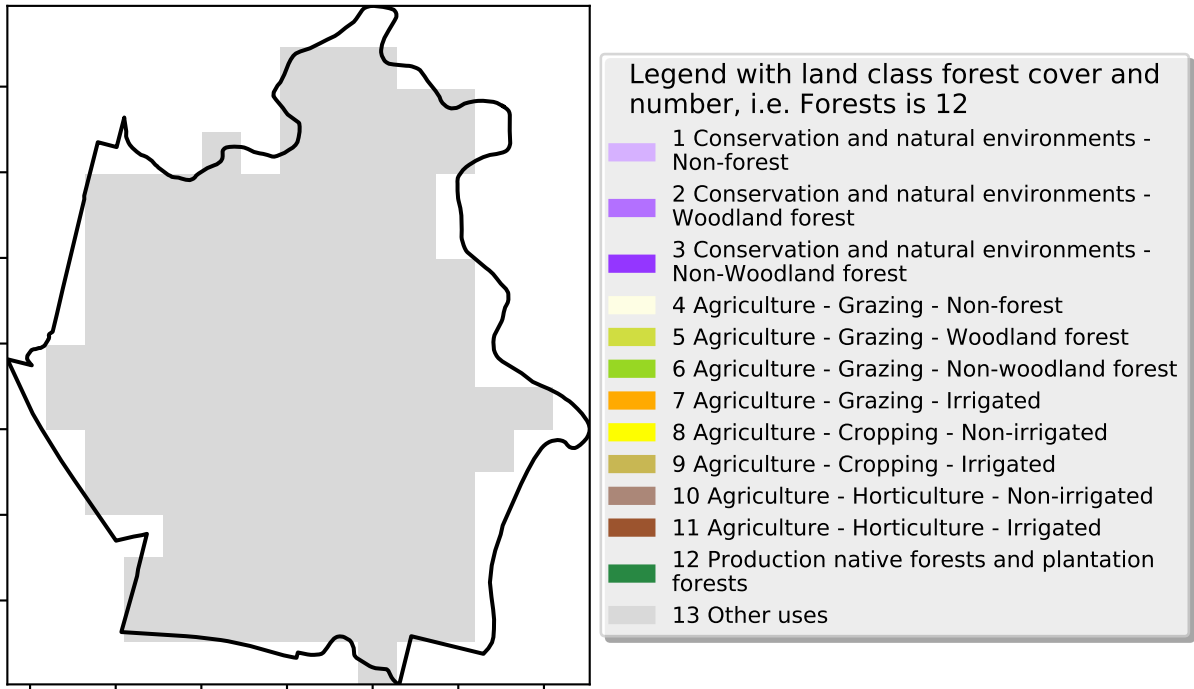 Legend with land class forest cover and
number, i.e. Forests is 12
1 Conservation and natural environments -
Non-forest
2 Conservation and natural environments -
Woodland forest
3 Conservation and natural environments -
Non-Woodland forest
4 Agriculture - Grazing - Non-forest
5 Agriculture - Grazing - Woodland forest
6 Agriculture - Grazing - Non-woodland forest
7 Agriculture - Grazing - Irrigated
8 Agriculture - Cropping - Non-irrigated
9 Agriculture - Cropping - Irrigated
10 Agriculture - Horticulture - Non-irrigated
11 Agriculture - Horticulture - Irrigated
12 Production native forests and plantation
forests
13 Other uses